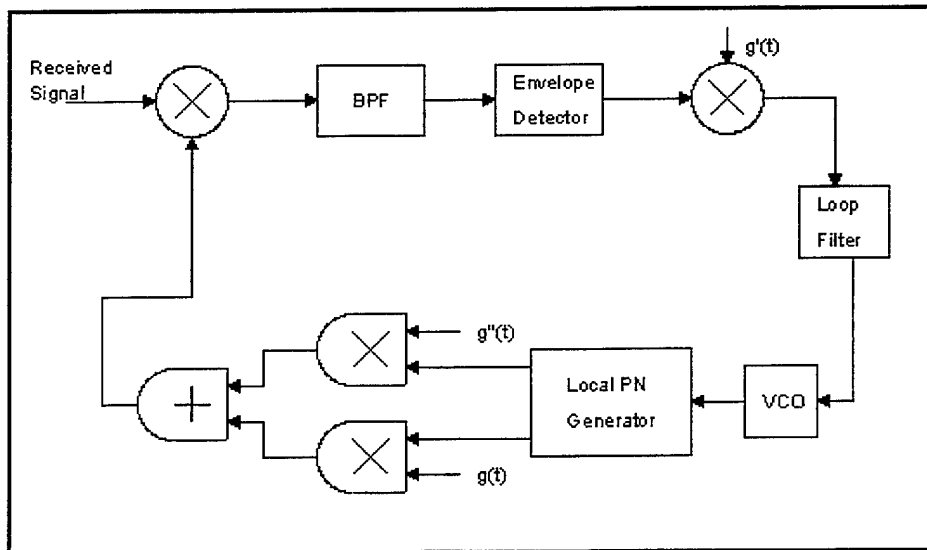 g'(t)
Received
Signal
BPF
Envelope
Detector
Loop
Filter
g"(t)
Local PN
Generator
VCO
g(t)